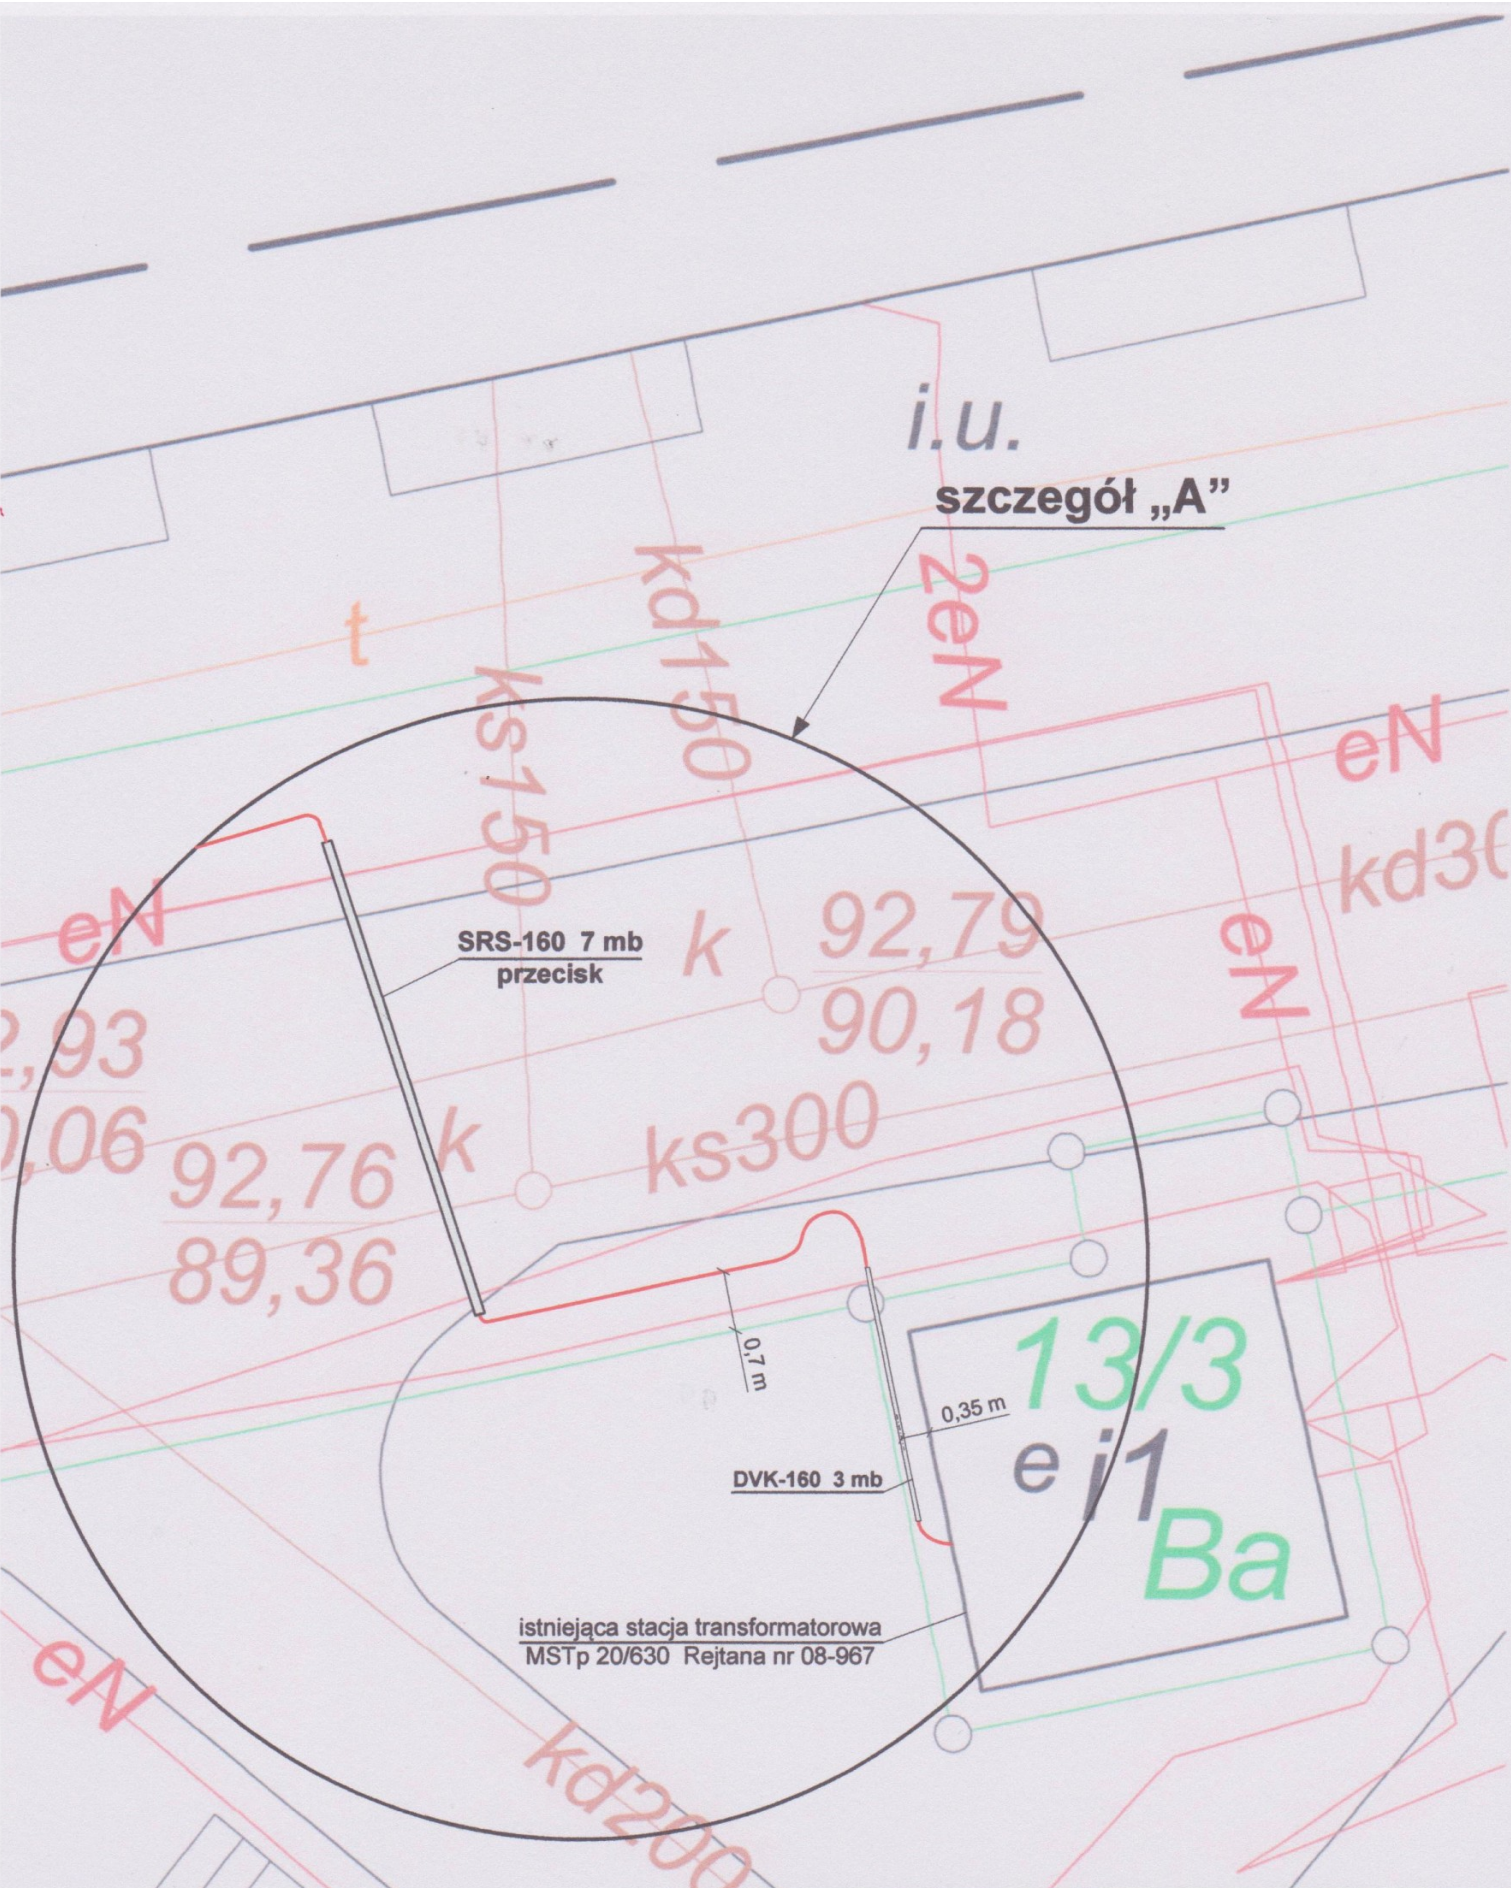 i.u.
szczegół „A”
kd150
2eN
t
ks150
eN
kd30
eN
SRS-160 7 mb
przecisk
k
92,79
90,18
eN
,93
,06
k
92,76
89,36
ks300
0,7 m
13/3
0,35 m
e i1
DVK-160 3 mb
Ba
istniejąca stacja transformatorowa
MSTp 20/630 Rejtana nr 08-967
eN
kd200